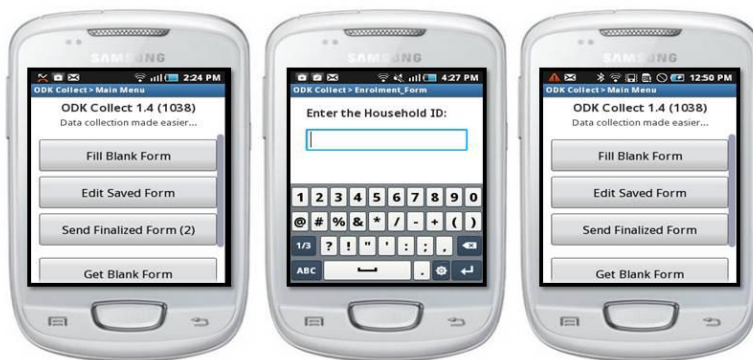 SAMSUNG
2:24 PM
ODK Collect > Main Menu
ODK Collect 1.4 (1038)
Data collection made easier...
Fill Blank Form
Edit Saved Form
Send Finalized Form (2)
Get Blank Form
SAMSUNG
4:27 PM
ODK Collect > Enrolment_Form
Enter the Household ID:
1 2 3 4 5 6 7 8 9 0
@ # % & * / - + ( )
1/3 ? ! " ' : ; ,
ABC .
SAMSUNG
12:50 PM
ODK Collect > Main Menu
ODK Collect 1.4 (1038)
Data collection made easier...
Fill Blank Form
Edit Saved Form
Send Finalized Form
Get Blank Form